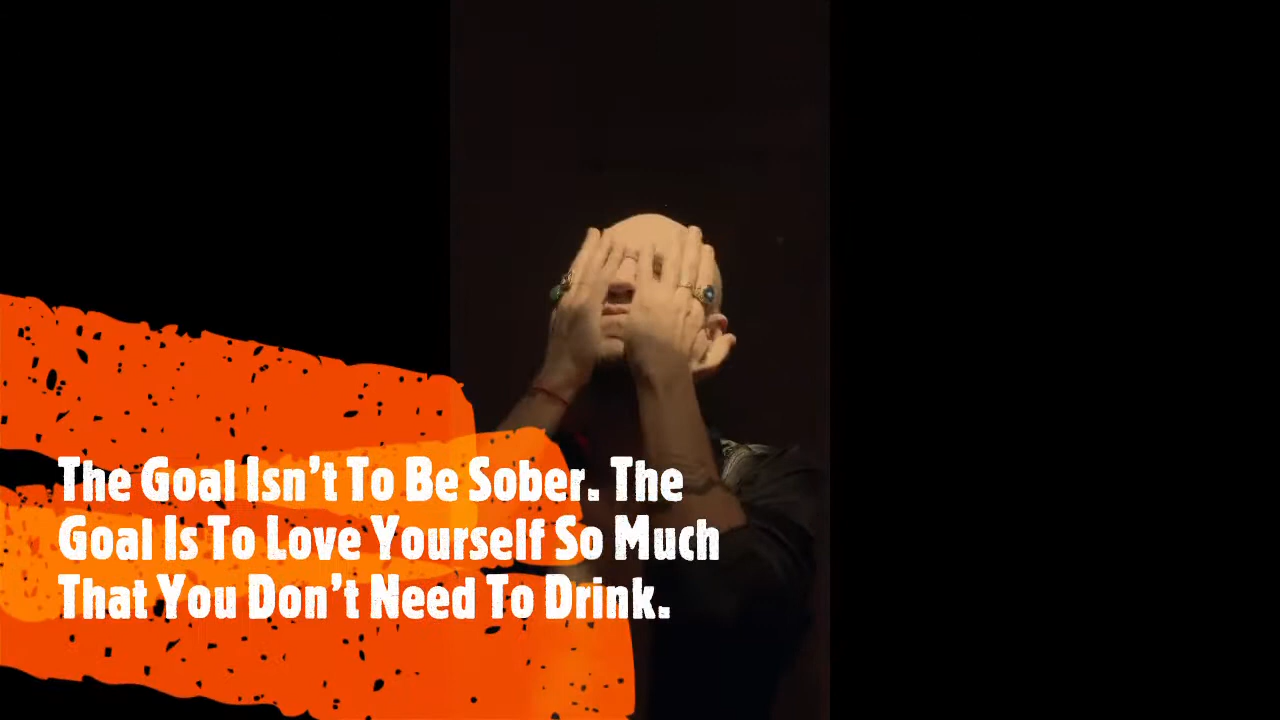 The Goal Isn't To Be Sober. The
Goal Is To Love Yourself So Much
That You Don't Need To Drink.